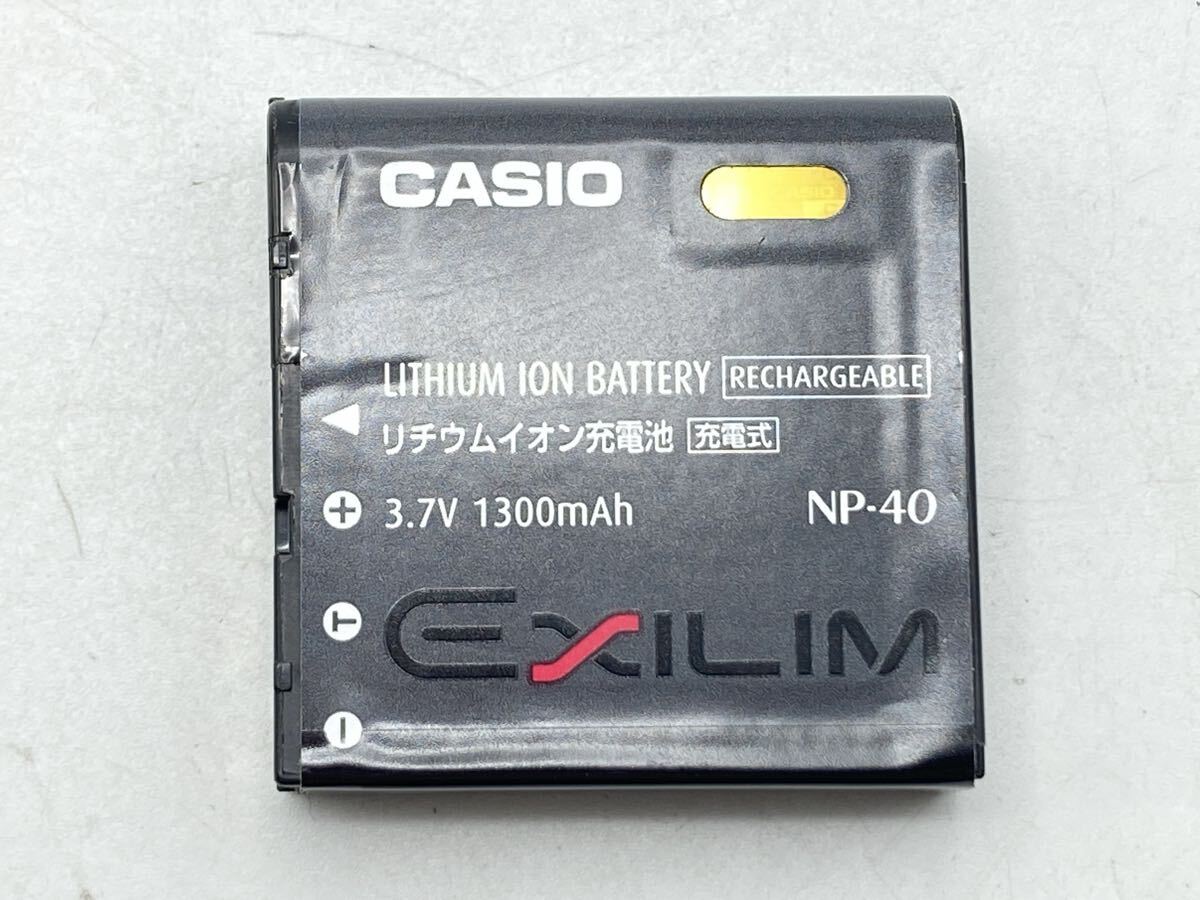 CASIO
CASIO
LITHIUM ION BATTERY RECHARGEABLE
リチウムイオン充電池 充電式
3.7V 1300mAh NP-40
T
EXILIM